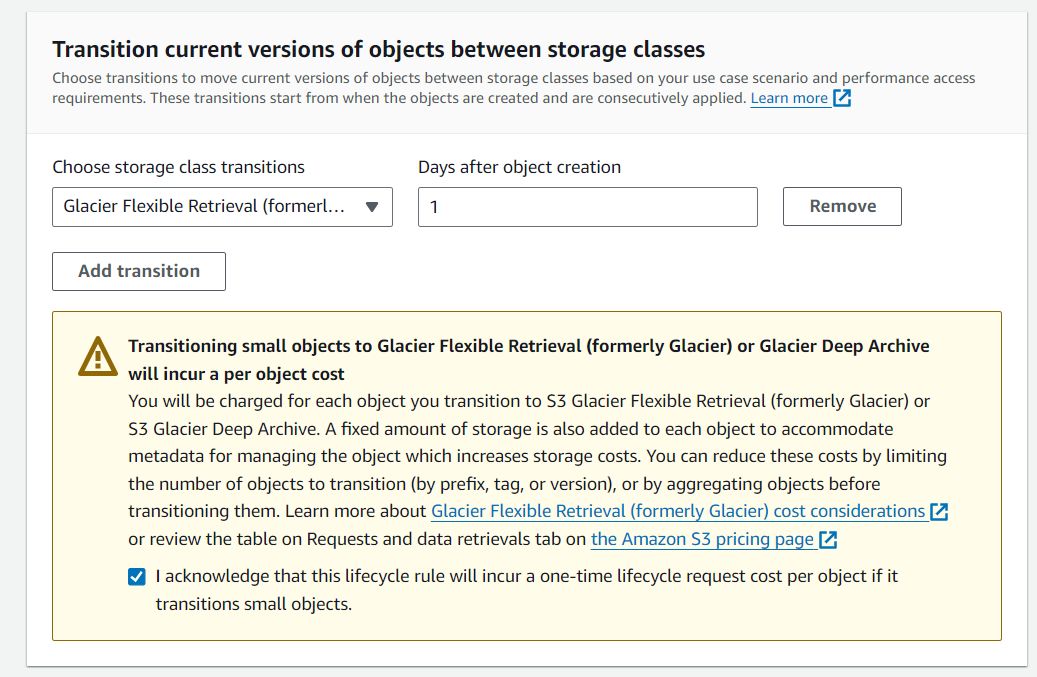 Transition current versions of objects between storage classes
Choose transitions to move current versions of objects between storage classes based on your use case scenario and performance access
requirements. These transitions start from when the objects are created and are consecutively applied. Learn more
Choose storage class transitions
Days after object creation
Glacier Flexible Retrieval (formerl...
1
Remove
Add transition
Transitioning small objects to Glacier Flexible Retrieval (formerly Glacier) or Glacier Deep Archive
will incur a per object cost
You will be charged for each object you transition to S3 Glacier Flexible Retrieval (formerly Glacier) or
S3 Glacier Deep Archive. A fixed amount of storage is also added to each object to accommodate
metadata for managing the object which increases storage costs. You can reduce these costs by limiting
the number of objects to transition (by prefix, tag, or version), or by aggregating objects before
transitioning them. Learn more about Glacier Flexible Retrieval (formerly Glacier) cost considerations
or review the table on Requests and data retrievals tab on the Amazon S3 pricing page
I acknowledge that this lifecycle rule will incur a one-time lifecycle request cost per object if it
transitions small objects.